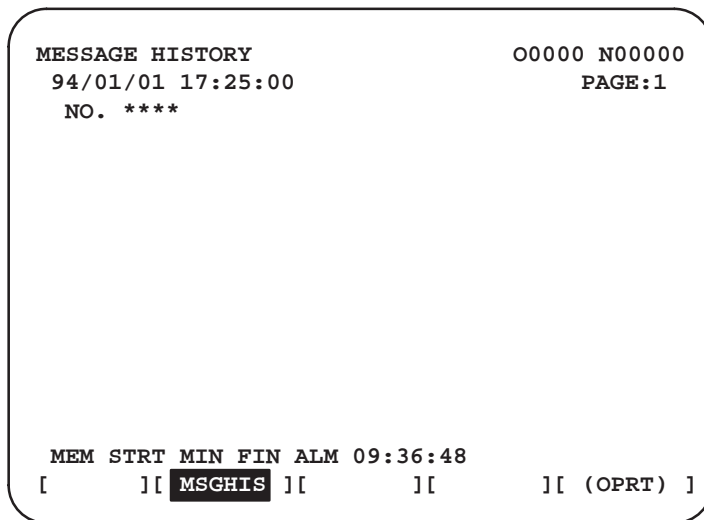 MESSAGE HISTORY O0000 N00000
94/01/01 17:25:00 PAGE:1
NO. ****
MEM STRT MIN FIN ALM 09:36:48
[ ][ MSGHIS ][ ][ ][ (OPRT) ]